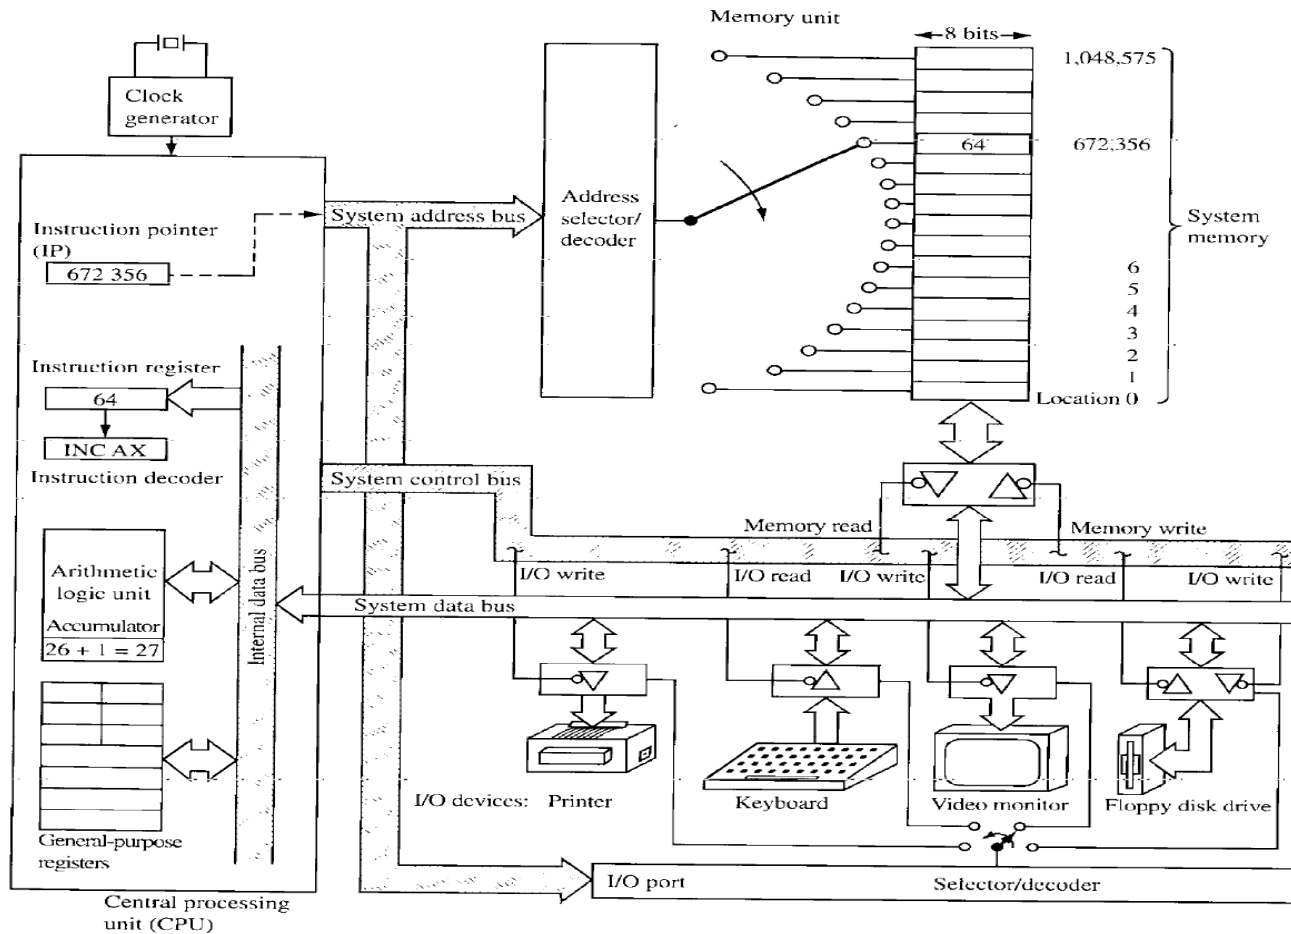 Memory unit
8 bits
1,048,575
Clock
generator
64
672,356
Address
selector/
decoder
System address bus
System
memory
Instruction pointer
(IP)
672 356
6
5
4
3
2
1
Location 0
Instruction register
64
INC AX
Instruction decoder
System control bus
Memory read
Memory write
I/O write
I/O read
I/O write
I/O read
I/O write
Internal data bus
Arithmetic
logic unit
Accumulator
26 + 1 = 27
System data bus
I/O devices:
Printer
Keyboard
Video monitor
Floppy disk drive
General-purpose
registers
I/O port
Selector/decoder
Central processing
unit (CPU)